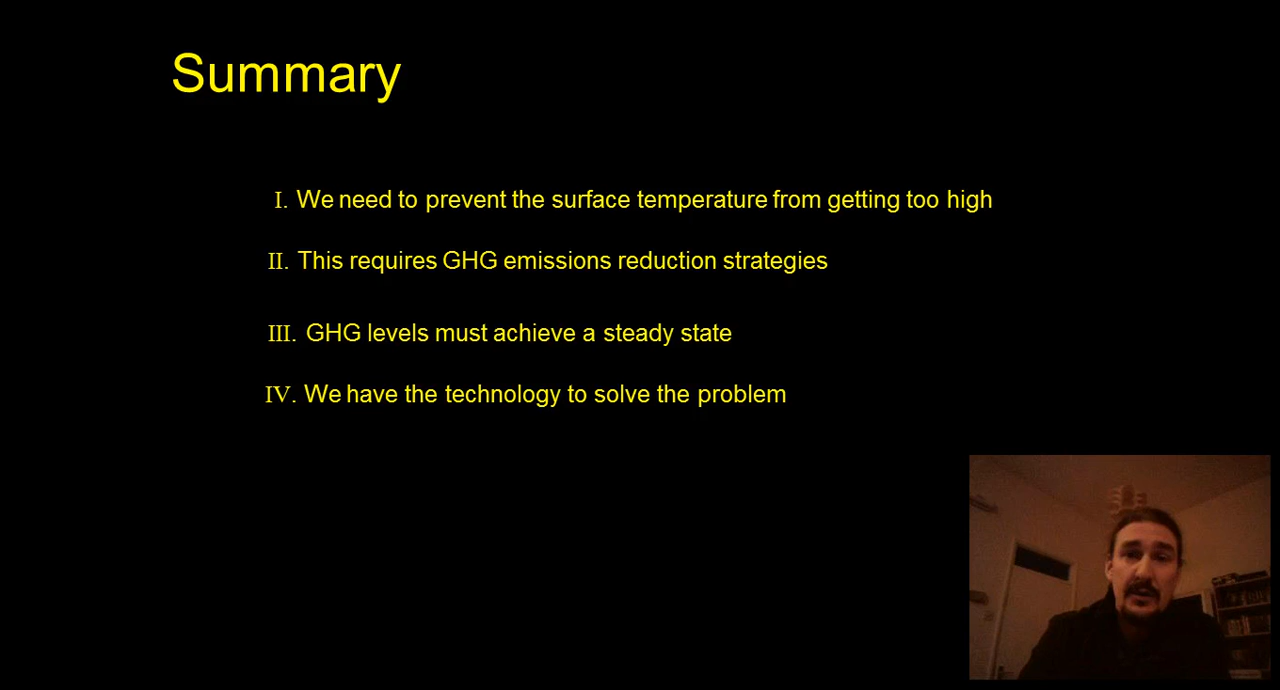 Summary
I. We need to prevent the surface temperature from getting too high
II. This requires GHG emissions reduction strategies
III. GHG levels must achieve a steady state
IV. We have the technology to solve the problem